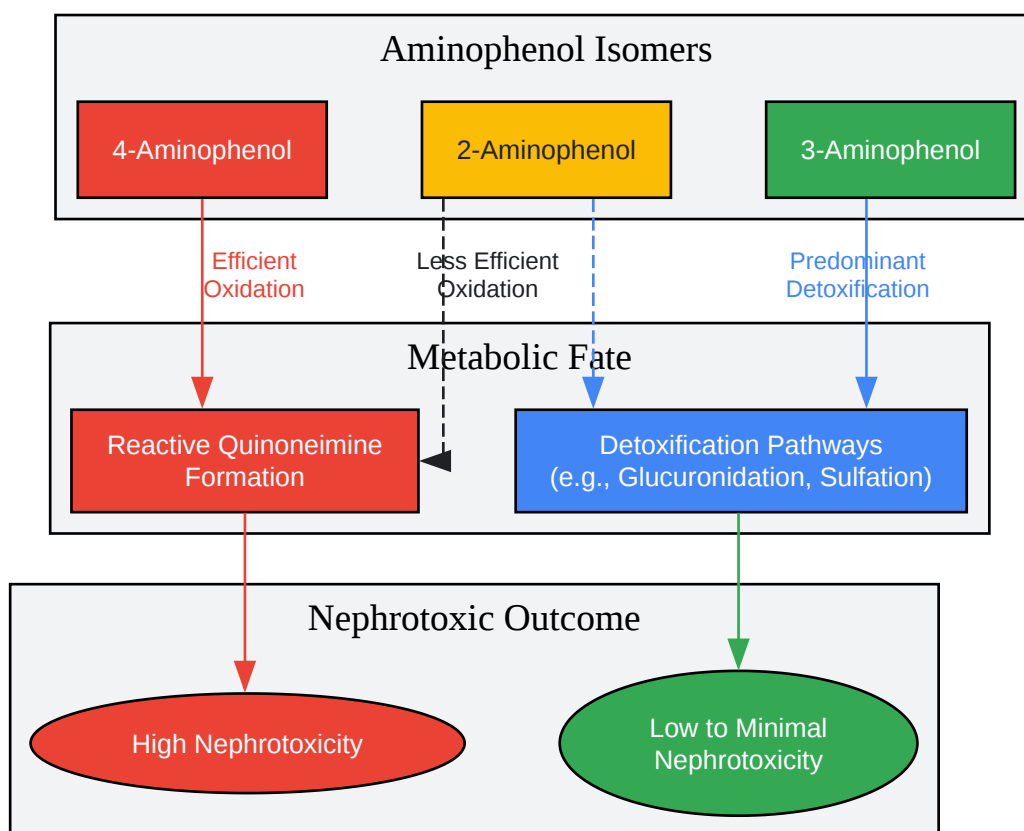 Aminophenol Isomers
4-Aminophenol
2-Aminophenol
3-Aminophenol
Efficient
Oxidation
Less Efficient
Oxidation
Predominant
Detoxification
Metabolic Fate
Reactive Quinoneimine
Formation
Detoxification Pathways
(e.g., Glucuronidation, Sulfation)
Nephrotoxic Outcome
High Nephrotoxicity
Low to Minimal
Nephrotoxicity